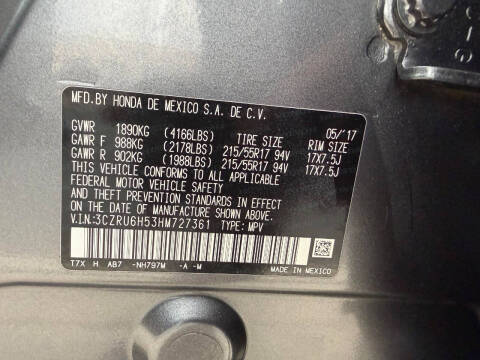 MFD.BY HONDA DE MEXICO S.A. DE C.V.
05/'17
GVWR 1890KG (4166LBS) TIRE SIZE RIM SIZE
GAWR F 988KG (2178LBS) 215/55R17 94V 17X7.5J
GAWR R 902KG (1988LBS) 215/55R17 94V 17X7.5J
THIS VEHICLE CONFORMS TO ALL APPLICABLE
FEDERAL MOTOR VEHICLE SAFETY
AND THEFT PREVENTION STANDARDS IN EFFECT
ON THE DATE OF MANUFACTURE SHOWN ABOVE.
V.I.N.:3CZRU6H53HM727361 TYPE: MPV
T7X H AB7 -NH797M -A -M
MADE IN MEXICO